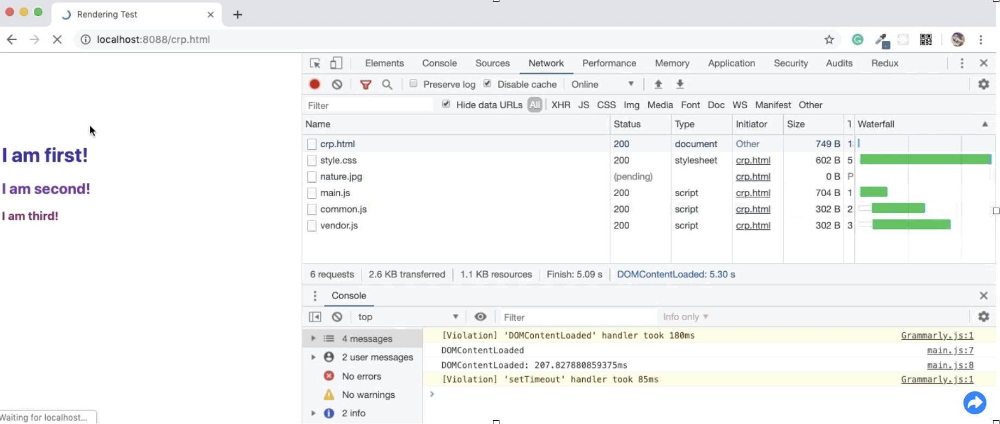 Rendering Test
localhost:8088/crp.html
I am first!
I am second!
I am third!
Waiting for localhost...
Elements Console Sources Network Performance Memory Application Security Audits Redux
Preserve log Disable cache Online
Filter Hide data URLs All XHR JS CSS Img Media Font Doc WS Manifest Other
Name Status Type Initiator Size Waterfall
crp.html 200 document Other 749 B 1
style.css 200 stylesheet crp.html 602 B 5
nature.jpg (pending) crp.html 0 B P
main.js 200 script crp.html 704 B 1
common.js 200 script crp.html 302 B 2
vendor.js 200 script crp.html 302 B 3
6 requests 2.6 KB transferred 1.1 KB resources Finish: 5.09 s DOMContentLoaded: 5.30 s
Console
top Filter Info only
4 messages
2 user messages
No errors
No warnings
2 info
[Violation] 'DOMContentLoaded' handler took 180ms Grammarly.js:1
DOMContentLoaded main.js:7
DOMContentLoaded: 207.827880859375ms main.js:8
[Violation] 'setTimeout' handler took 85ms Grammarly.js:1